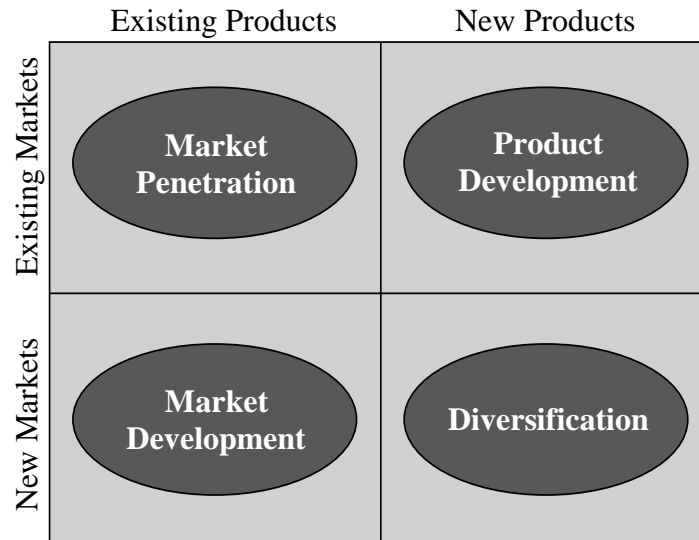 Existing Products
New Products
Existing Markets
Market
Penetration
Product
Development
New Markets
Market
Development
Diversification